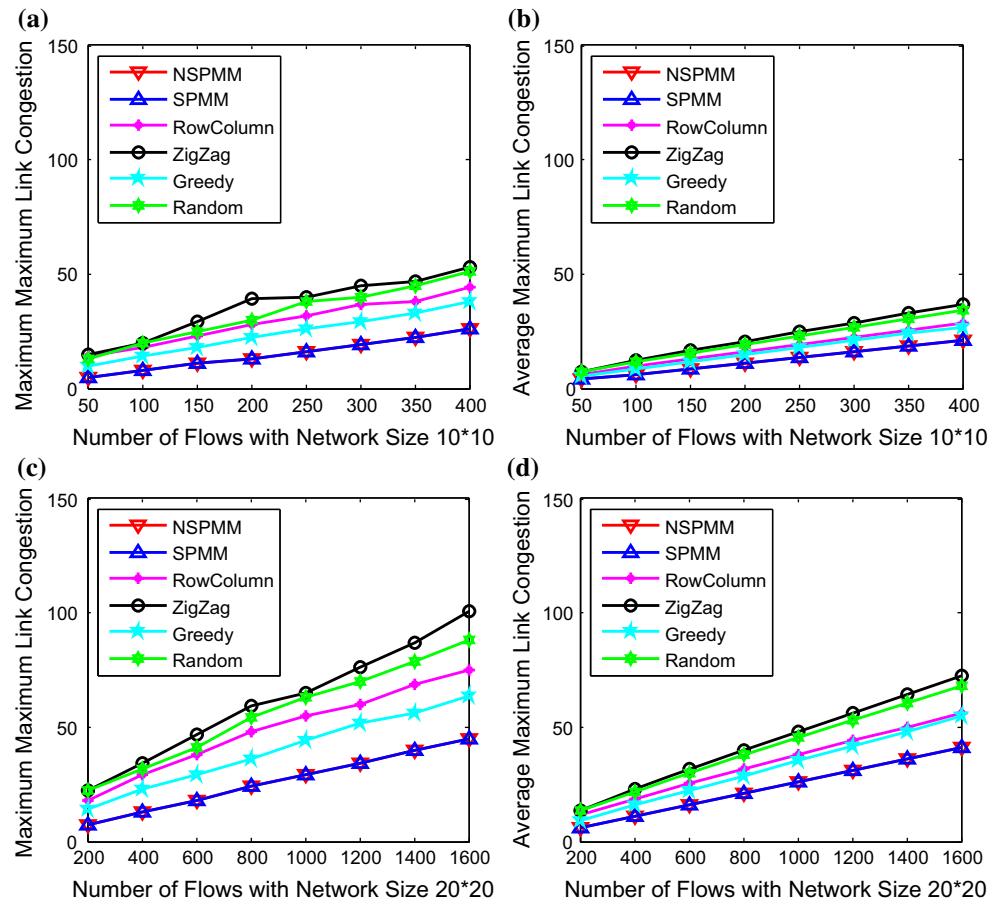 (a)
Maximum Maximum Link Congestion
150
100
50
0
NSPMM
SPMM
RowColumn
ZigZag
Greedy
Random
50 100 150 200 250 300 350 400
Number of Flows with Network Size 10*10
(b)
Average Maximum Link Congestion
150
100
50
0
NSPMM
SPMM
RowColumn
ZigZag
Greedy
Random
50 100 150 200 250 300 350 400
Number of Flows with Network Size 10*10
(c)
Maximum Maximum Link Congestion
150
100
50
0
NSPMM
SPMM
RowColumn
ZigZag
Greedy
Random
200 400 600 800 1000 1200 1400 1600
Number of Flows with Network Size 20*20
(d)
Average Maximum Link Congestion
150
100
50
0
NSPMM
SPMM
RowColumn
ZigZag
Greedy
Random
200 400 600 800 1000 1200 1400 1600
Number of Flows with Network Size 20*20